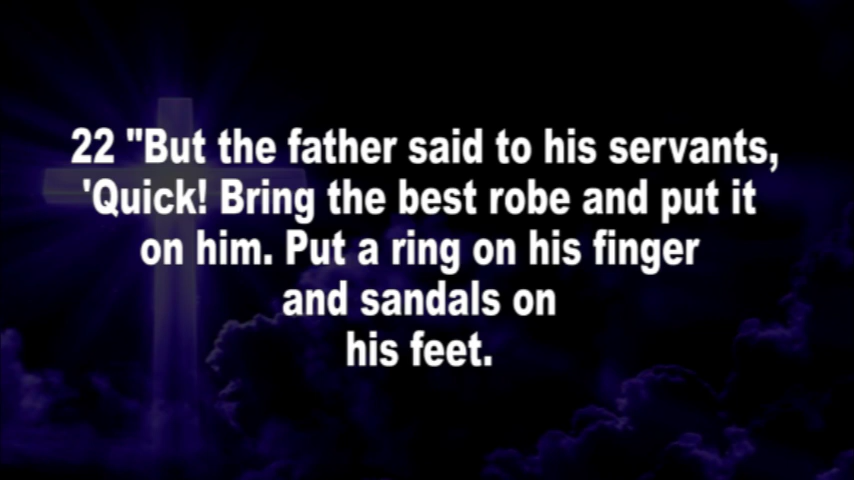 22 "But the father said to his servants,
'Quick! Bring the best robe and put it
on him. Put a ring on his finger
and sandals on
his feet.